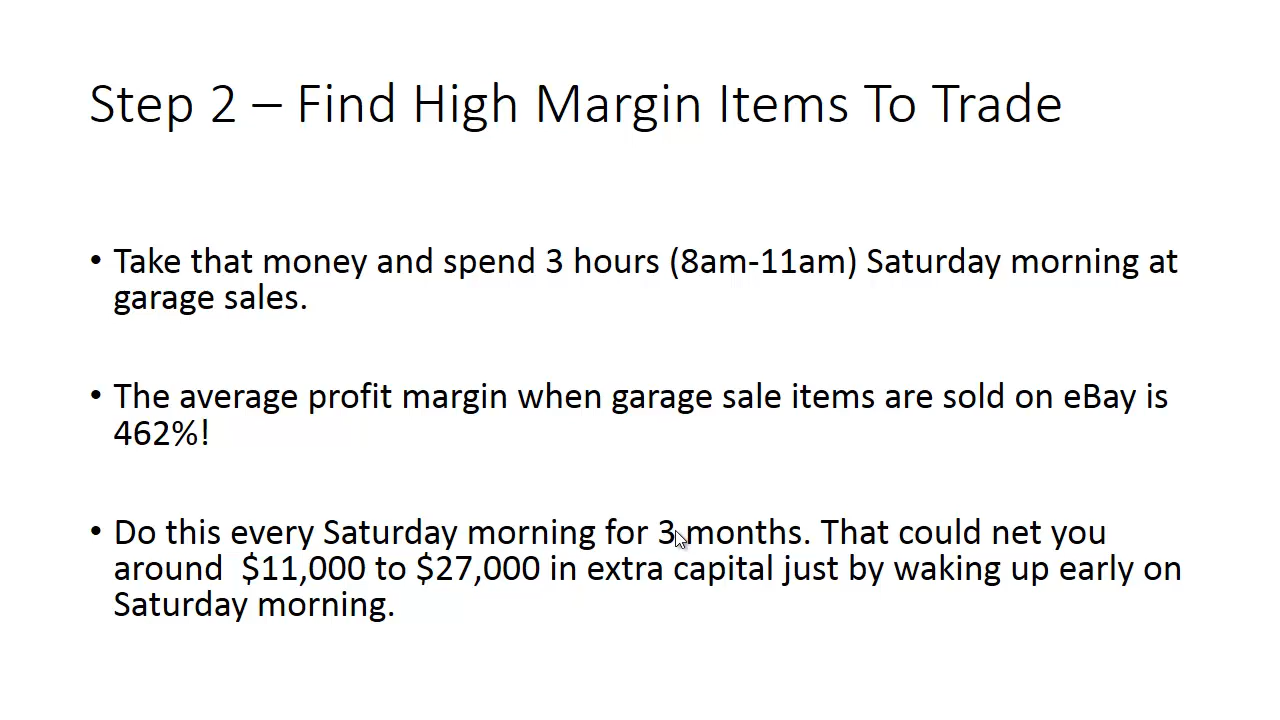 Step 2 – Find High Margin Items To Trade
• Take that money and spend 3 hours (8am-11am) Saturday morning at
garage sales.
• The average profit margin when garage sale items are sold on eBay is
462%!
• Do this every Saturday morning for 3 months. That could net you
around  $11,000 to $27,000 in extra capital just by waking up early on
Saturday morning.